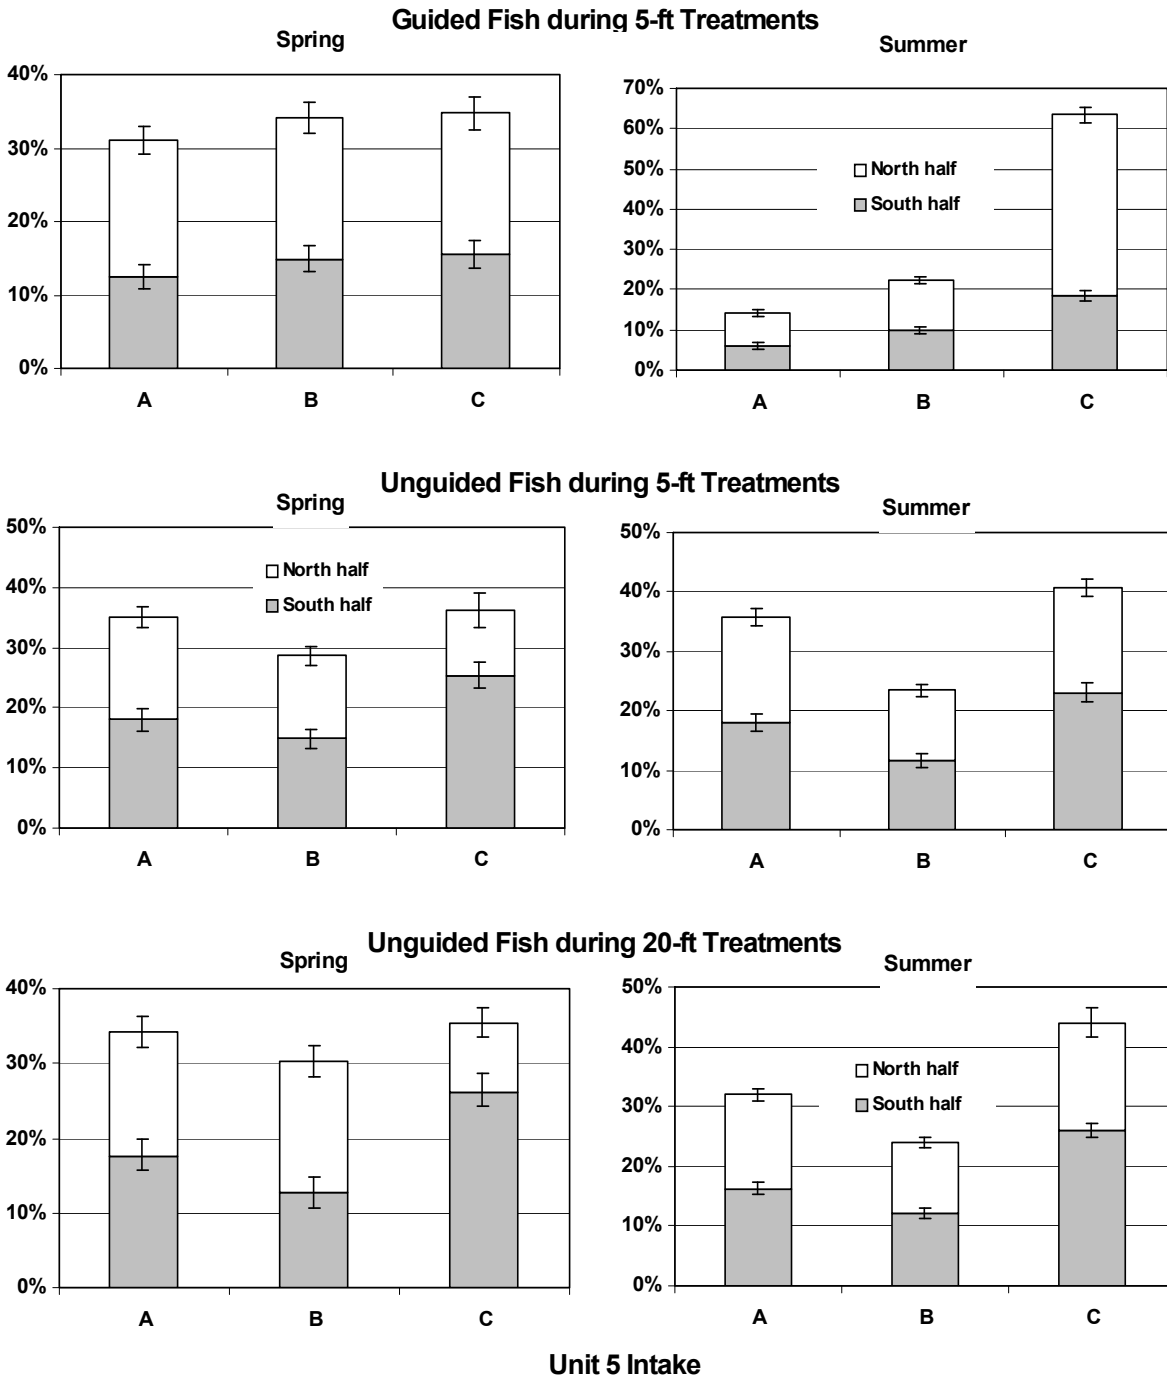 Guided Fish during 5-ft Treatments
Spring
Summer
40%
30%
20%
10%
0%
A B C
70%
60%
50%
40%
30%
20%
10%
0%
North half
South half
A B C
Unguided Fish during 5-ft Treatments
Spring
Summer
50%
40%
30%
20%
10%
0%
North half
South half
A B C
50%
40%
30%
20%
10%
0%
A B C
Unguided Fish during 20-ft Treatments
Spring
Summer
40%
30%
20%
10%
0%
A B C
50%
40%
30%
20%
10%
0%
North half
South half
A B C
Unit 5 Intake